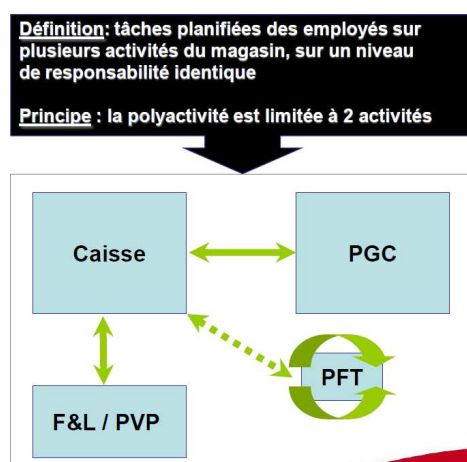 Définition: tâches planifiées des employés sur
plusieurs activités du magasin, sur un niveau
de responsabilité identique
Principe : la polyactivité est limitée à 2 activités
Caisse
PGC
PFT
F&L / PVP